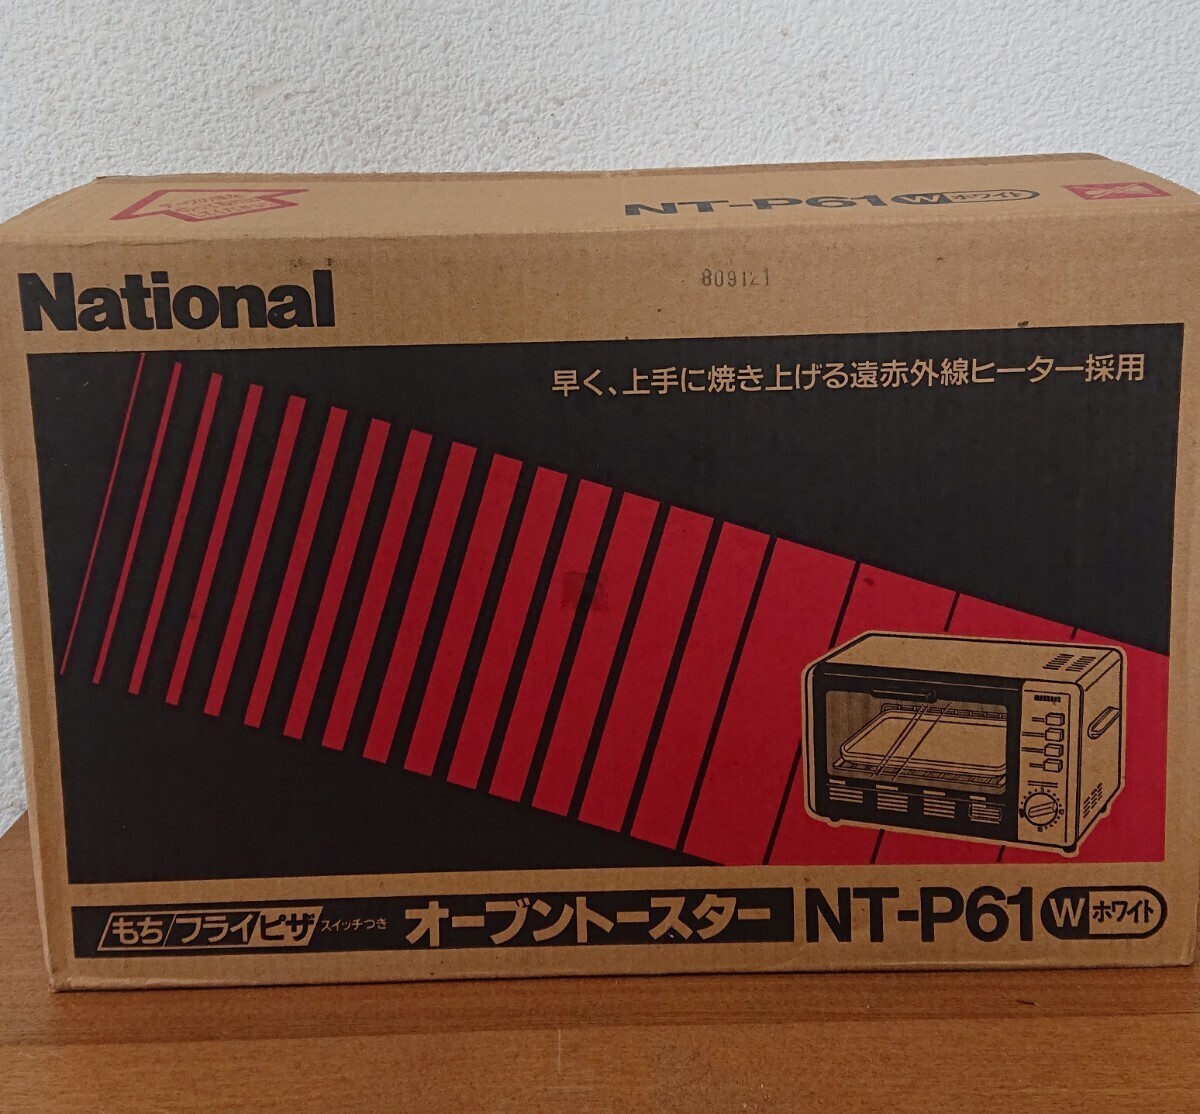 NT-P61 W ホワイト
National
809121
早く、上手に焼き上げる遠赤外線ヒーター採用
もち/フライ/ピザ スイッチつき オーブントースター NT-P61 W ホワイト